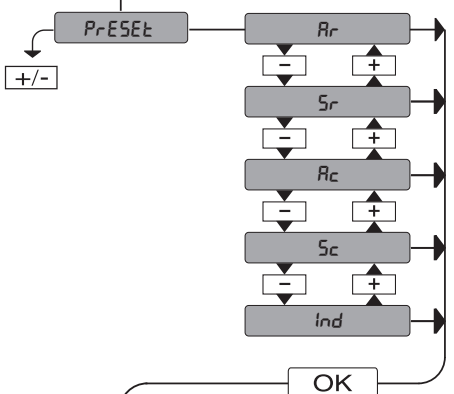 PrESEt
Ar
+/-
- +
Sr
- +
Ac
- +
Sc
- +
Ind
OK